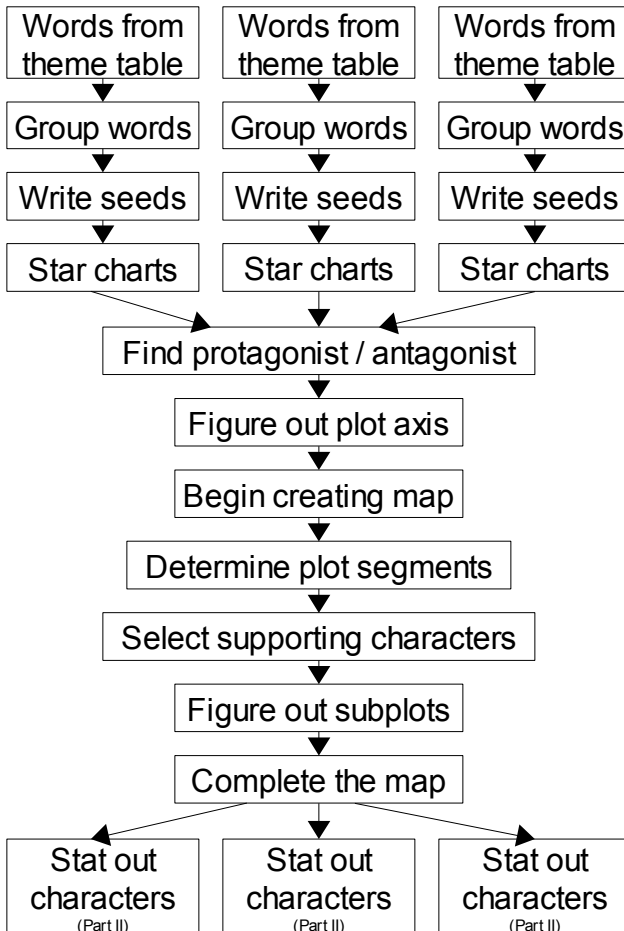 Words from Words from Words from
theme table theme table theme table
Group words Group words Group words
Write seeds Write seeds Write seeds
Star charts Star charts Star charts
Find protagonist / antagonist
Figure out plot axis
Begin creating map
Determine plot segments
Select supporting characters
Figure out subplots
Complete the map
Stat out Stat out Stat out
characters characters characters
(Part II) (Part II) (Part II)